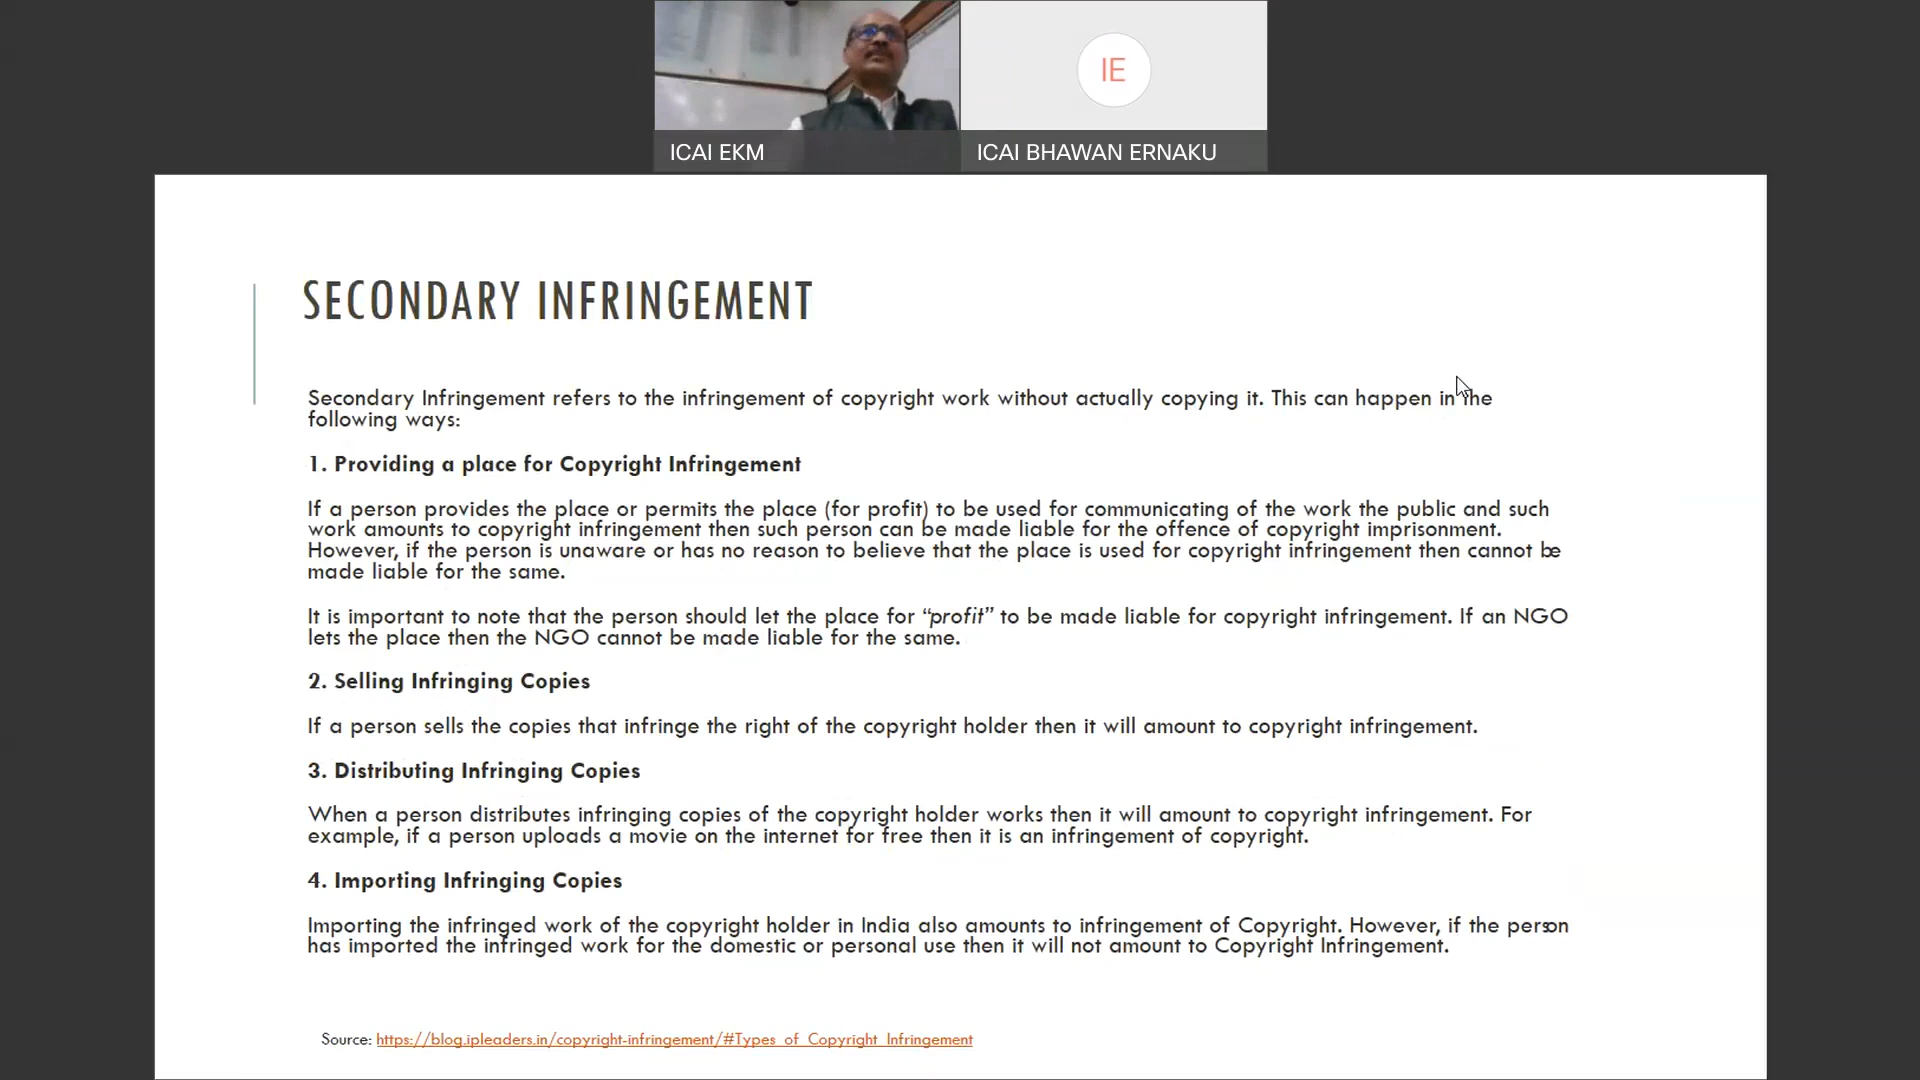 IE
ICAI EKM
ICAI BHAWAN ERNAKU
SECONDARY INFRINGEMENT
Secondary Infringement refers to the infringement of copyright work without actually copying it. This can happen in the
following ways:
1. Providing a place for Copyright Infringement
If a person provides the place or permits the place (for profit) to be used for communicating of the work the public and such
work amounts to copyright infringement then such person can be made liable for the offence of copyright imprisonment.
However, if the person is unaware or has no reason to believe that the place is used for copyright infringement then cannot be
made liable for the same.
It is important to note that the person should let the place for “profit” to be made liable for copyright infringement. If an NGO
lets the place then the NGO cannot be made liable for the same.
2. Selling Infringing Copies
If a person sells the copies that infringe the right of the copyright holder then it will amount to copyright infringement.
3. Distributing Infringing Copies
When a person distributes infringing copies of the copyright holder works then it will amount to copyright infringement. For
example, if a person uploads a movie on the internet for free then it is an infringement of copyright.
4. Importing Infringing Copies
Importing the infringed work of the copyright holder in India also amounts to infringement of Copyright. However, if the person
has imported the infringed work for the domestic or personal use then it will not amount to Copyright Infringement.
Source: https://blog.ipleaders.in/copyright-infringement/#Types_of_Copyright_Infringement